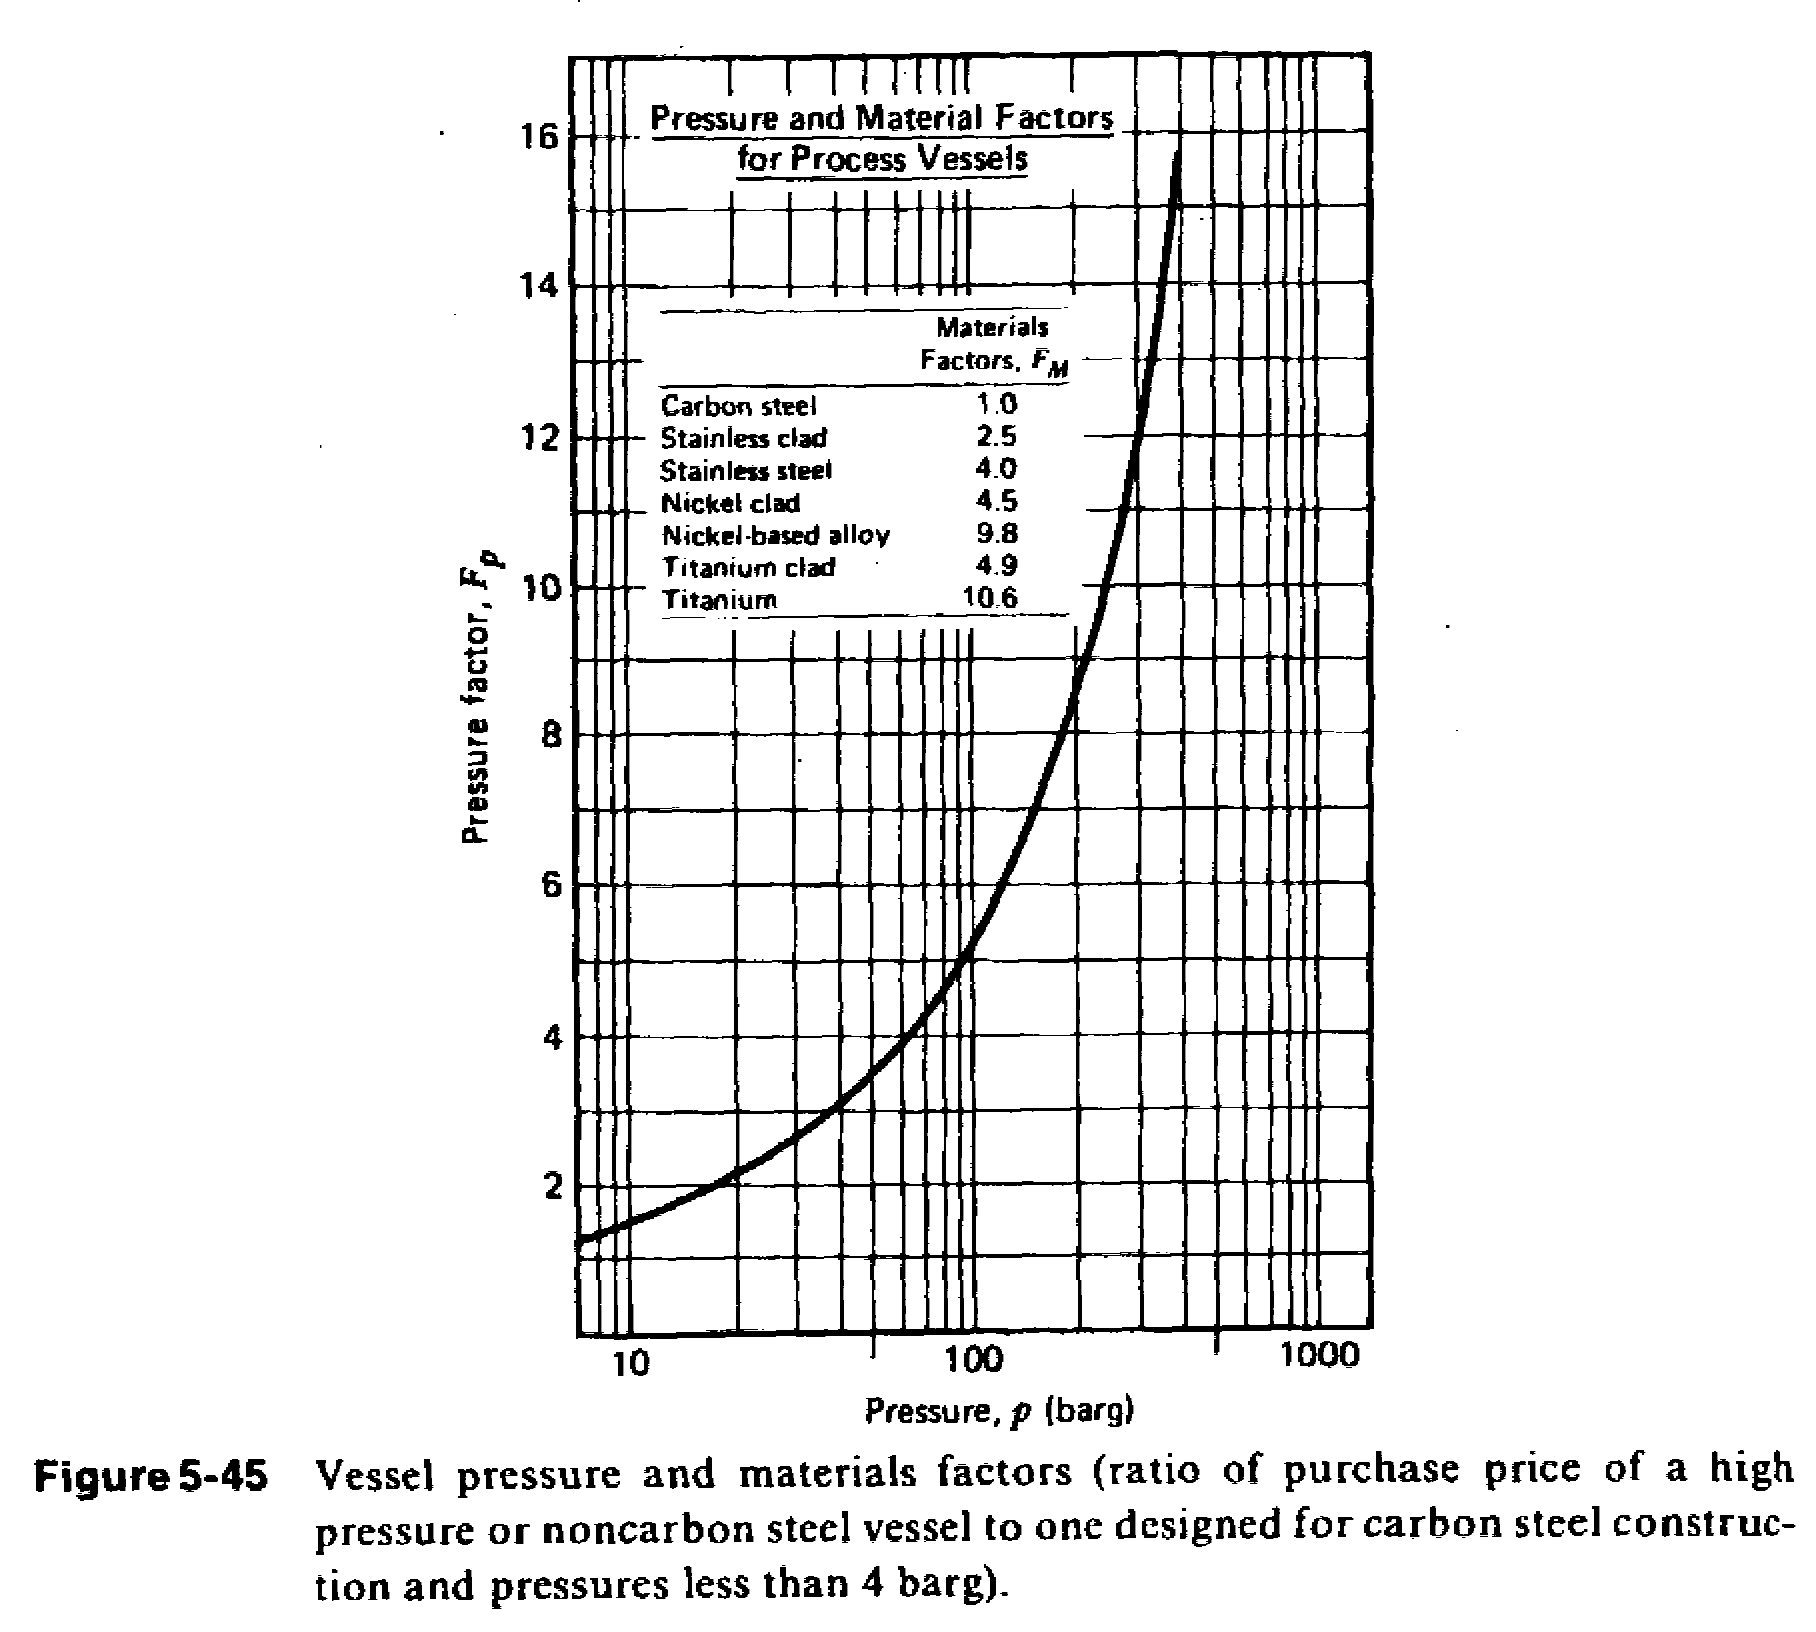 Pressure and Material Factors
for Process Vessels
16
14
12
10
8
6
4
2
Pressure factor, Fp
Materials
Factors, FM
Carbon steel 1.0
Stainless clad 2.5
Stainless steel 4.0
Nickel clad 4.5
Nickel-based alloy 9.8
Titanium clad 4.9
Titanium 10.6
10 100 1000
Pressure, p (barg)
Figure 5-45 Vessel pressure and materials factors (ratio of purchase price of a high
pressure or noncarbon steel vessel to one designed for carbon steel construc-
tion and pressures less than 4 barg).